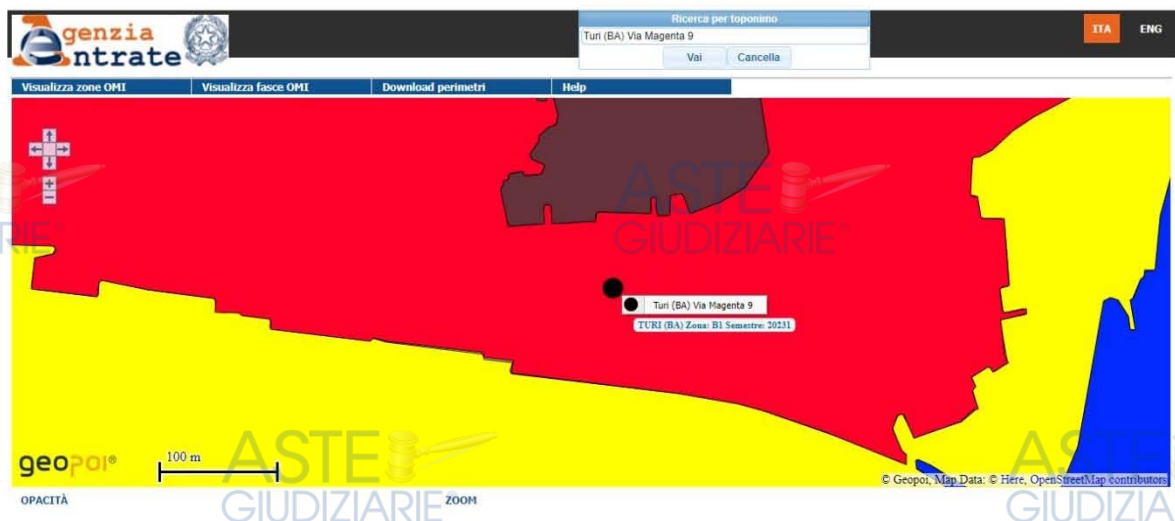 Agenzia
Entrate
Ricerca per toponimo
Turi (BA) Via Magenta 9
Vai Cancella
ITA ENG
Visualizza zone OMI Visualizza fasce OMI Download perimetri Help
ASTE
GIUDIZIARIE®
RIE®
Turi (BA) Via Magenta 9
TURI (BA) Zona: B1 Semestre: 20231
geopoi®
100 m
ASTE
GIUDIZIARIE®
ASTE
GIUDIZIA
© Geopoi, Map Data: © Here, OpenStreetMap contributors
OPACITÀ ZOOM